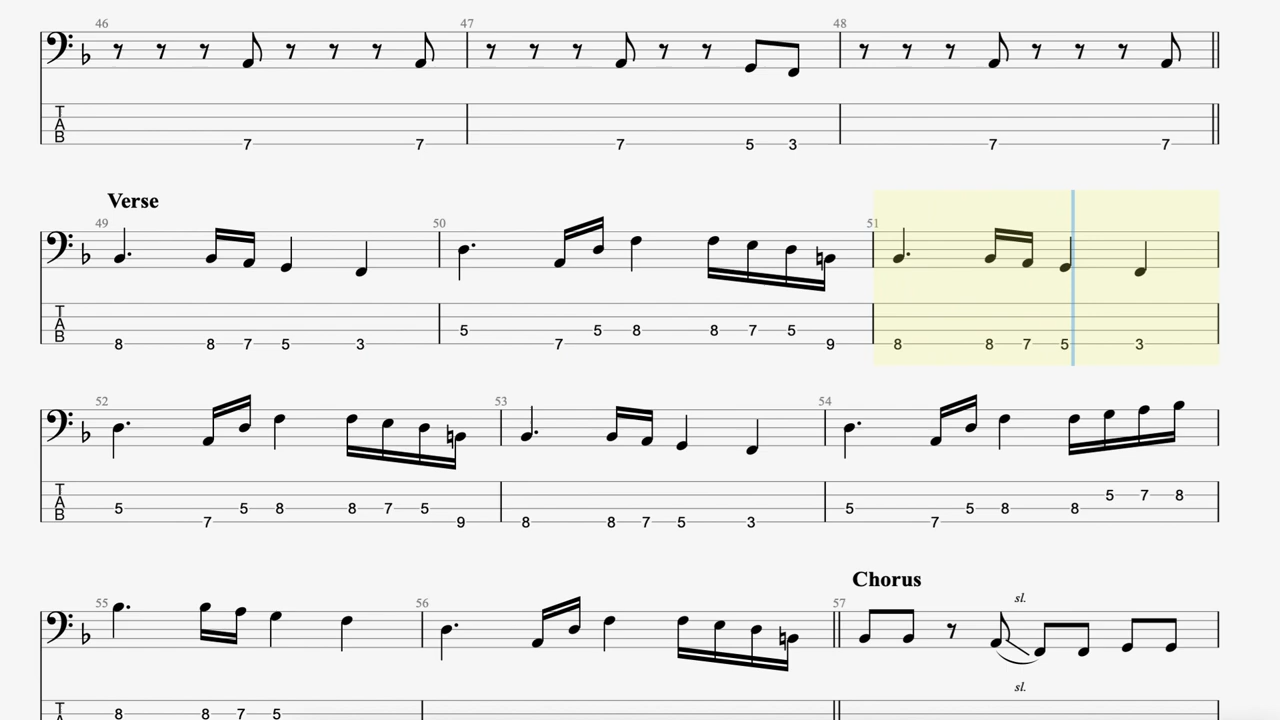 46 47 48
T
A
B
7 7 7 5 3 7 7
Verse
49 50 51
T
A
B
5 5 8 8 7 5
8 8 7 5 3 7 9 8 8 7 5 3
52 53 54
T
A
B
5 7 8
5 5 8 8 7 5 5 5 8 8
7 9 8 8 7 5 3 7
Chorus
55 56 57
sl.
sl.
T
8 8 7 5